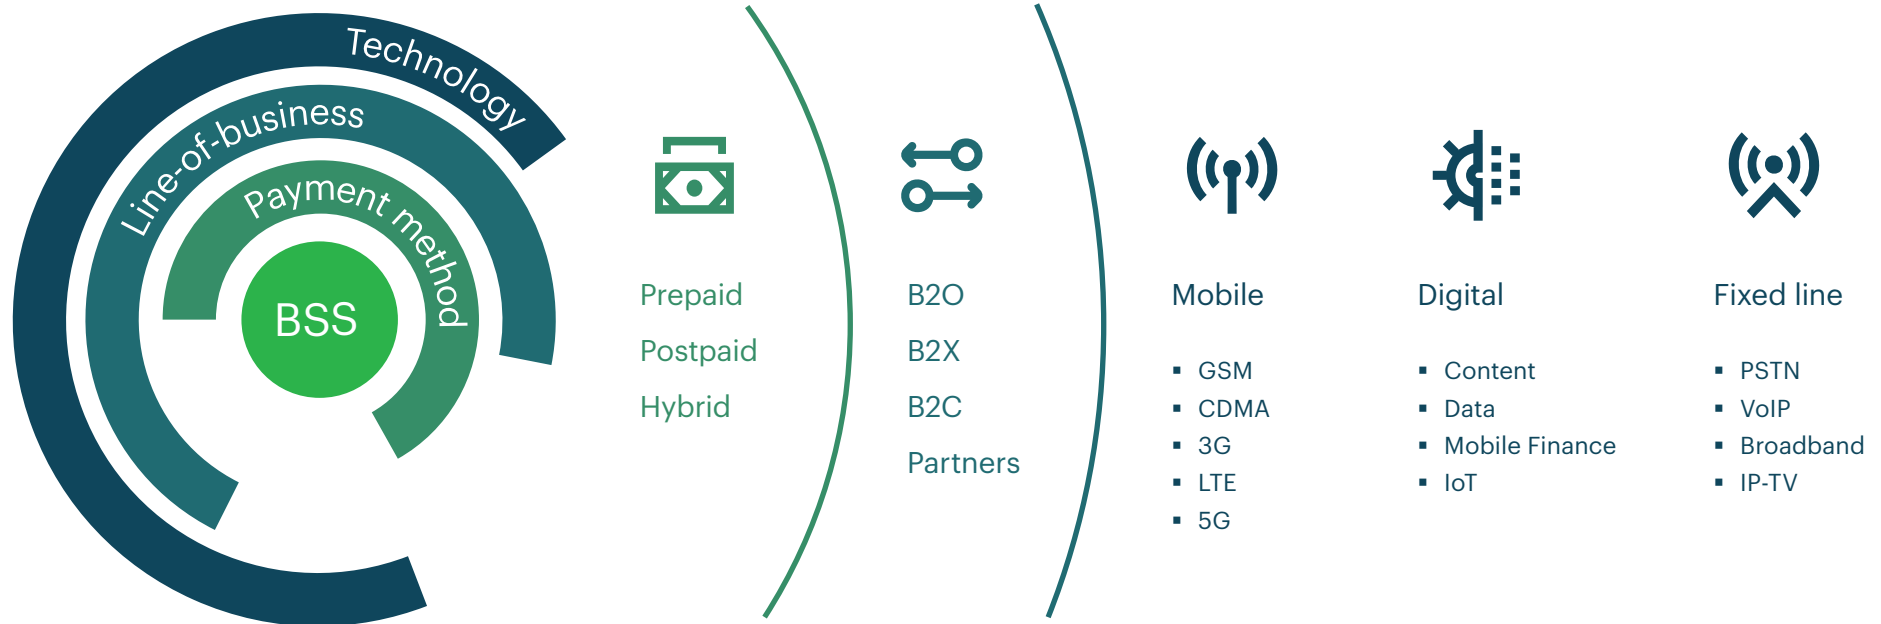 Technology
Line-of-business
Payment method
BSS
Prepaid
Postpaid
Hybrid
B2O
B2X
B2C
Partners
Mobile
▪ GSM
▪ CDMA
▪ 3G
▪ LTE
▪ 5G
Digital
▪ Content
▪ Data
▪ Mobile Finance
▪ IoT
Fixed line
▪ PSTN
▪ VoIP
▪ Broadband
▪ IP-TV